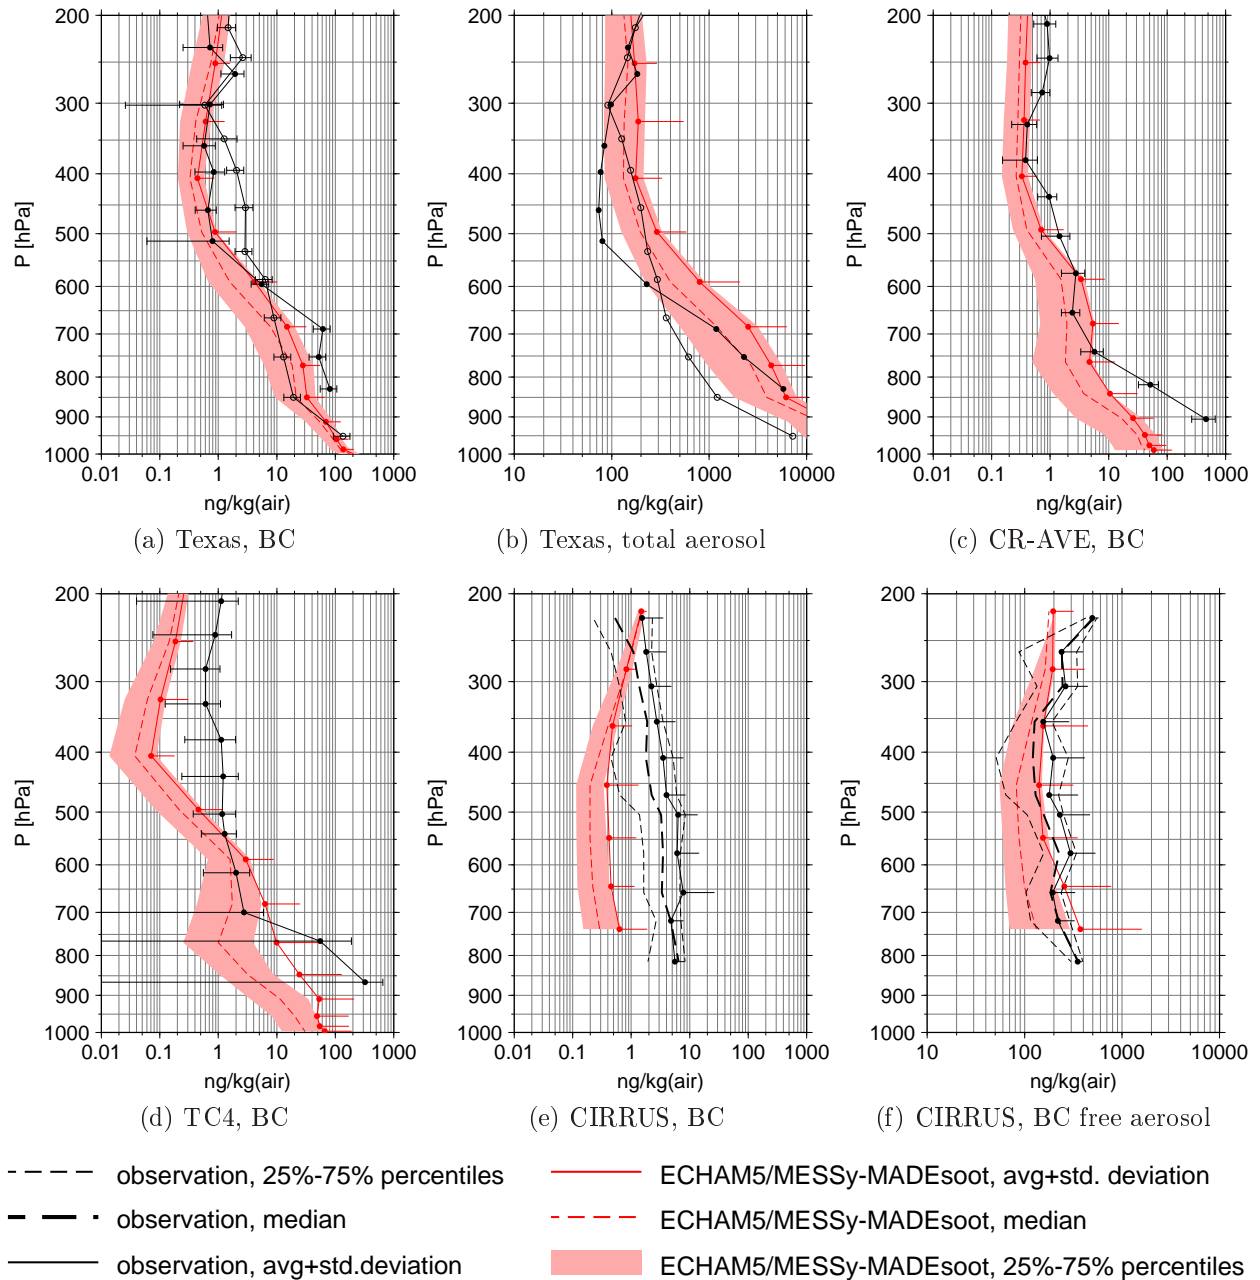 200
300
400
500
600
700
800
900
1000
P [hPa]
0.01 0.1 1 10 100 1000
ng/kg(air)
(a) Texas, BC
200
300
400
500
600
700
800
900
1000
P [hPa]
10 100 1000 10000
ng/kg(air)
(b) Texas, total aerosol
200
300
400
500
600
700
800
900
1000
P [hPa]
0.01 0.1 1 10 100 1000
ng/kg(air)
(c) CR-AVE, BC
200
300
400
500
600
700
800
900
1000
P [hPa]
0.01 0.1 1 10 100 1000
ng/kg(air)
(d) TC4, BC
200
300
400
500
600
700
800
900
1000
P [hPa]
0.01 0.1 1 10 100 1000
ng/kg(air)
(e) CIRRUS, BC
200
300
400
500
600
700
800
900
1000
P [hPa]
10 100 1000 10000
ng/kg(air)
(f) CIRRUS, BC free aerosol
observation, 25%-75% percentiles
observation, median
observation, avg+std.deviation
ECHAM5/MESSy-MADEsoot, avg+std. deviation
ECHAM5/MESSy-MADEsoot, median
ECHAM5/MESSy-MADEsoot, 25%-75% percentiles